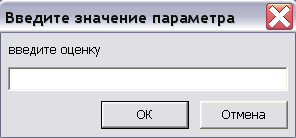 Введите значение параметра
введите оценку
ОК
Отмена